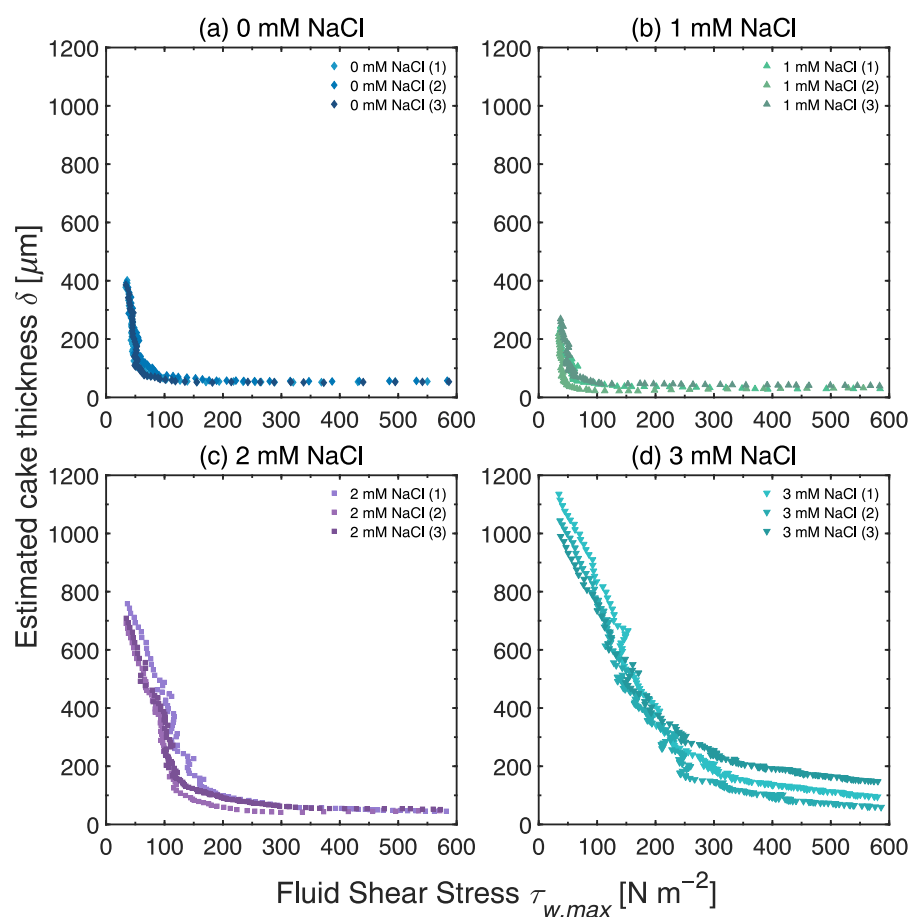 (a) 0 mM NaCl
(b) 1 mM NaCl
1200
1000
800
600
400
200
0
0 mM NaCl (1)
0 mM NaCl (2)
0 mM NaCl (3)
0 100 200 300 400 500 600
1200
1000
800
600
400
200
0
1 mM NaCl (1)
1 mM NaCl (2)
1 mM NaCl (3)
0 100 200 300 400 500 600
Estimated cake thickness δ [μm]
(c) 2 mM NaCl
(d) 3 mM NaCl
1200
1000
800
600
400
200
0
2 mM NaCl (1)
2 mM NaCl (2)
2 mM NaCl (3)
0 100 200 300 400 500 600
1200
1000
800
600
400
200
0
3 mM NaCl (1)
3 mM NaCl (2)
3 mM NaCl (3)
0 100 200 300 400 500 600
Fluid Shear Stress τw,max [N m−2]